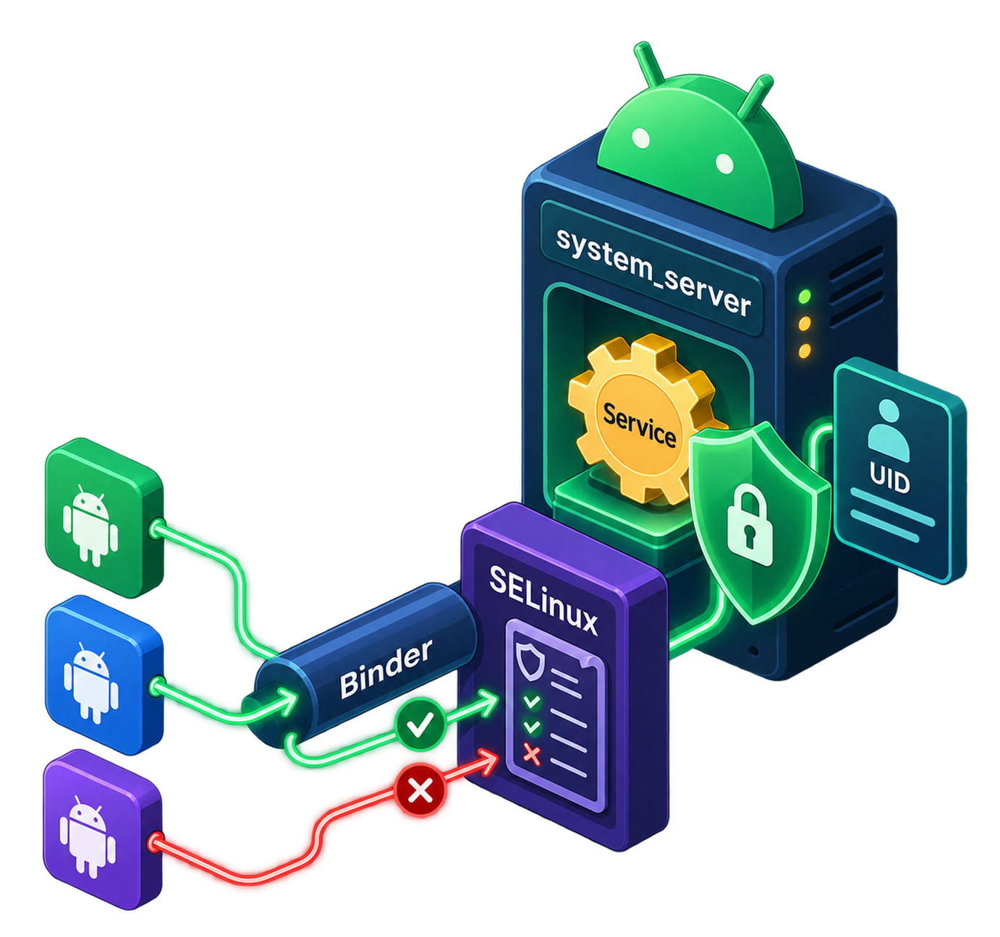 system_server
Service
UID
SELinux
Binder